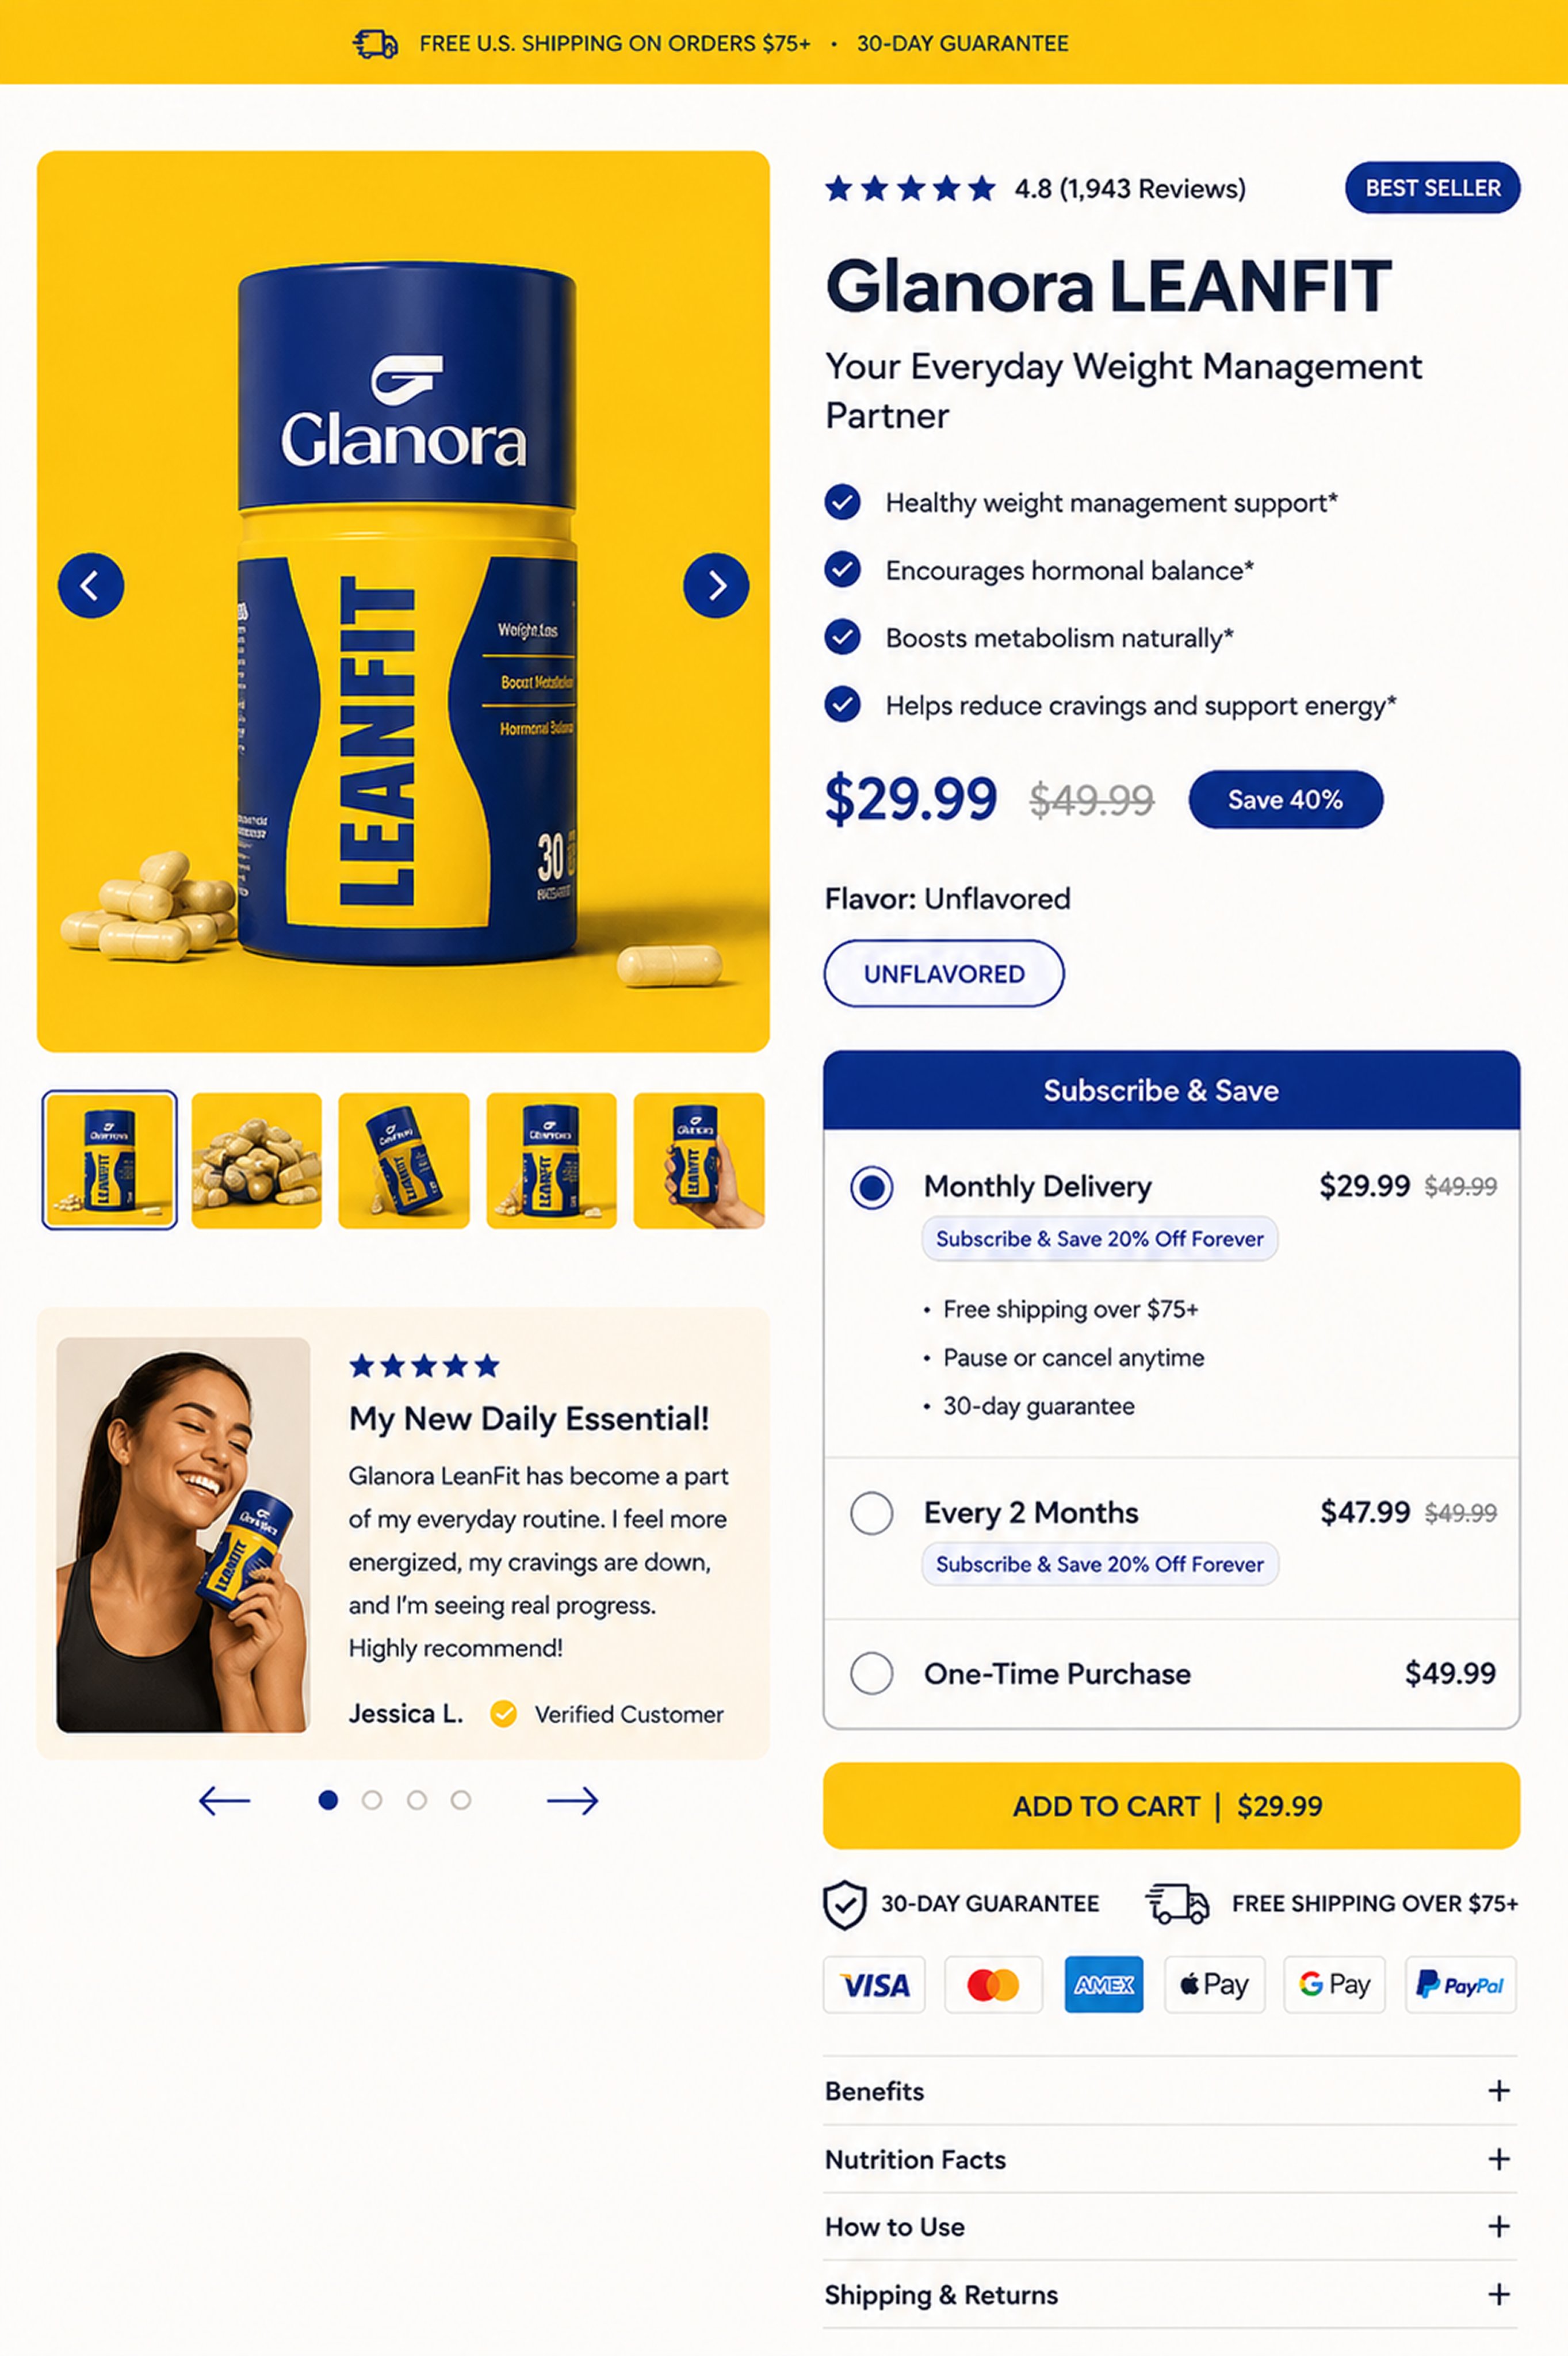 FREE U.S. SHIPPING ON ORDERS $75+ • 30-DAY GUARANTEE
Glanora
LEANFIT
30
4.8 (1,943 Reviews)
BEST SELLER
Glanora LEANFIT
Your Everyday Weight Management
Partner
Healthy weight management support*
Encourages hormonal balance*
Boosts metabolism naturally*
Helps reduce cravings and support energy*
$29.99 $49.99 Save 40%
Flavor: Unflavored
UNFLAVORED
Subscribe & Save
Monthly Delivery $29.99 $49.99
Subscribe & Save 20% Off Forever
• Free shipping over $75+
• Pause or cancel anytime
• 30-day guarantee
Every 2 Months $47.99 $49.99
Subscribe & Save 20% Off Forever
One-Time Purchase $49.99
ADD TO CART | $29.99
30-DAY GUARANTEE
FREE SHIPPING OVER $75+
VISA
AMEX
Pay
G Pay
PayPal
Benefits +
Nutrition Facts +
How to Use +
Shipping & Returns +
My New Daily Essential!
Glanora LeanFit has become a part
of my everyday routine. I feel more
energized, my cravings are down,
and I'm seeing real progress.
Highly recommend!
Jessica L. Verified Customer
LEANFIT